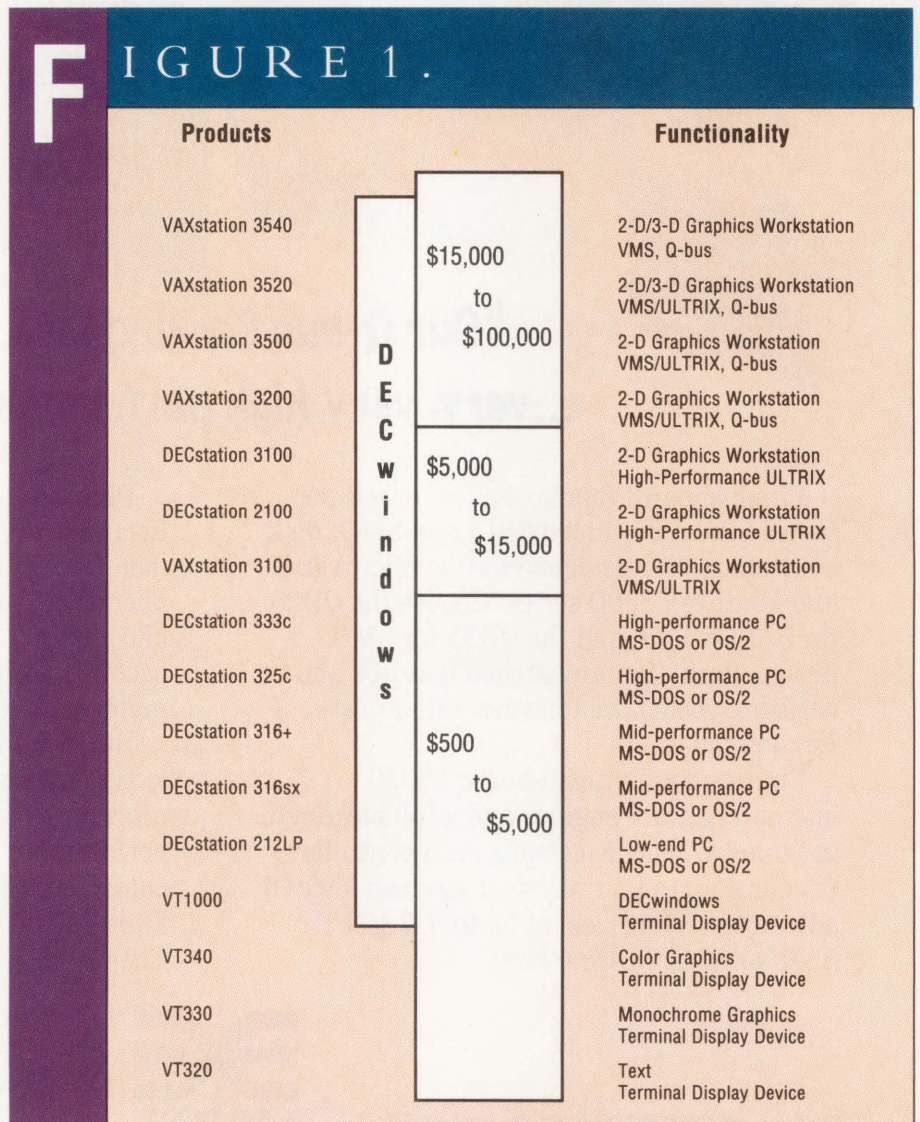 FIGURE 1.
Products
Functionality
VAXstation 3540
2-D/3-D Graphics Workstation
VMS, Q-bus
VAXstation 3520
2-D/3-D Graphics Workstation
VMS/ULTRIX, Q-bus
VAXstation 3500
2-D Graphics Workstation
VMS/ULTRIX, Q-bus
VAXstation 3200
2-D Graphics Workstation
VMS/ULTRIX, Q-bus
DECstation 3100
2-D Graphics Workstation
High-Performance ULTRIX
DECstation 2100
2-D Graphics Workstation
High-Performance ULTRIX
VAXstation 3100
2-D Graphics Workstation
VMS/ULTRIX
DECstation 333c
High-performance PC
MS-DOS or OS/2
DECstation 325c
High-performance PC
MS-DOS or OS/2
DECstation 316+
Mid-performance PC
MS-DOS or OS/2
DECstation 316sx
Mid-performance PC
MS-DOS or OS/2
DECstation 212LP
Low-end PC
MS-DOS or OS/2
VT1000
DECwindows
Terminal Display Device
VT340
Color Graphics
Terminal Display Device
VT330
Monochrome Graphics
Terminal Display Device
VT320
Text
Terminal Display Device
DECwindows
$15,000
to
$100,000
$5,000
to
$15,000
$500
to
$5,000